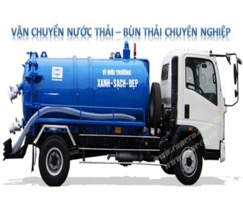 VẬN CHUYỂN NƯỚC THẢI – BÙN THẢI CHUYÊN NGHIỆP
VÌ MÔI TRƯỜNG
XANH-SẠCH-ĐẸP